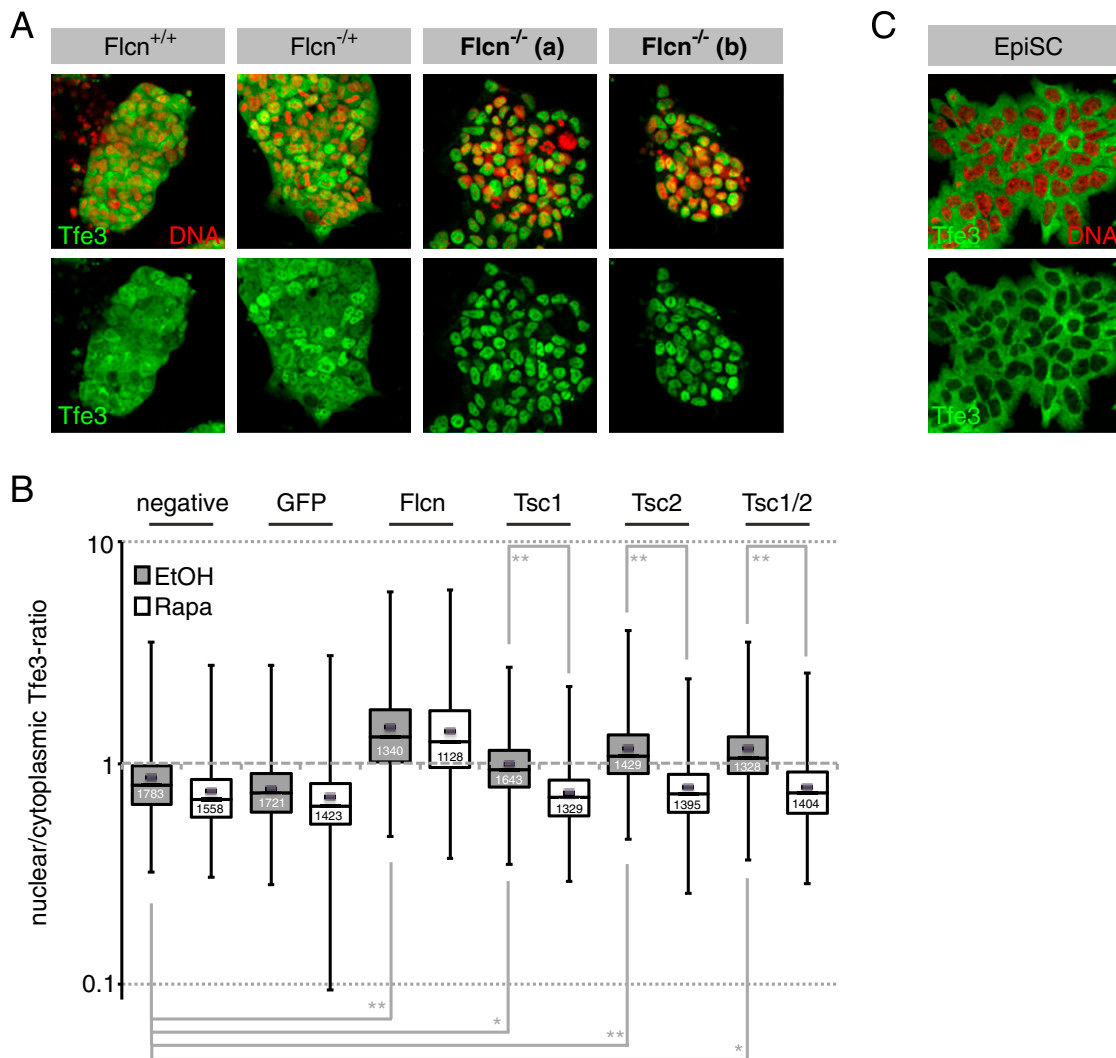 A
C
Flcn+/+
Flcn-/+
Flcn-/- (a)
Flcn-/- (b)
EpiSC
Tfe3
DNA
Tfe3
DNA
Tfe3
Tfe3
B
negative
GFP
Flcn
Tsc1
Tsc2
Tsc1/2
10
EtOH
Rapa
**
**
**
nuclear/cytoplasmic Tfe3-ratio
1
1783
1558
1721
1423
1340
1128
1643
1329
1429
1395
1328
1404
0.1
**
*
**
*